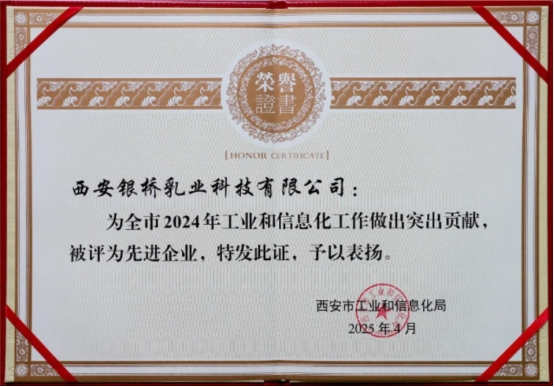 榮譽
證書
HONOR CERTIFICATE
西安银桥乳业科技有限公司：
为全市2024年工业和信息化工作做出突出贡献，
被评为先进企业，特发此证，予以表扬。
西安市工业和信息化局
2025年4月